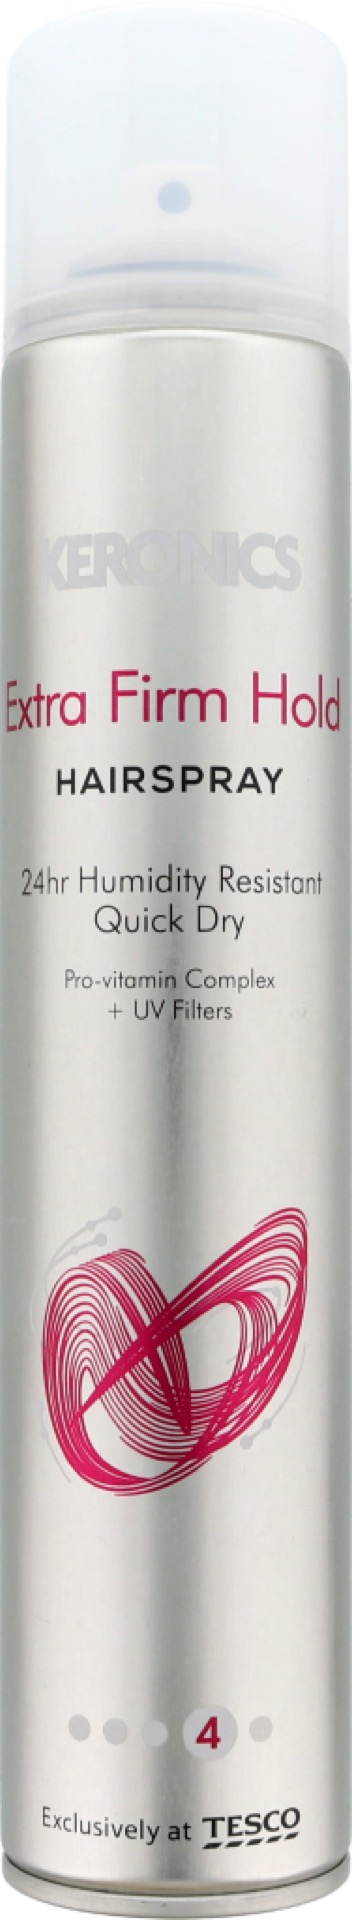 KERONICS
Extra Firm Hold
HAIRSPRAY
24hr Humidity Resistant
Quick Dry
Pro-vitamin Complex
+ UV Filters
4
Exclusively at TESCO